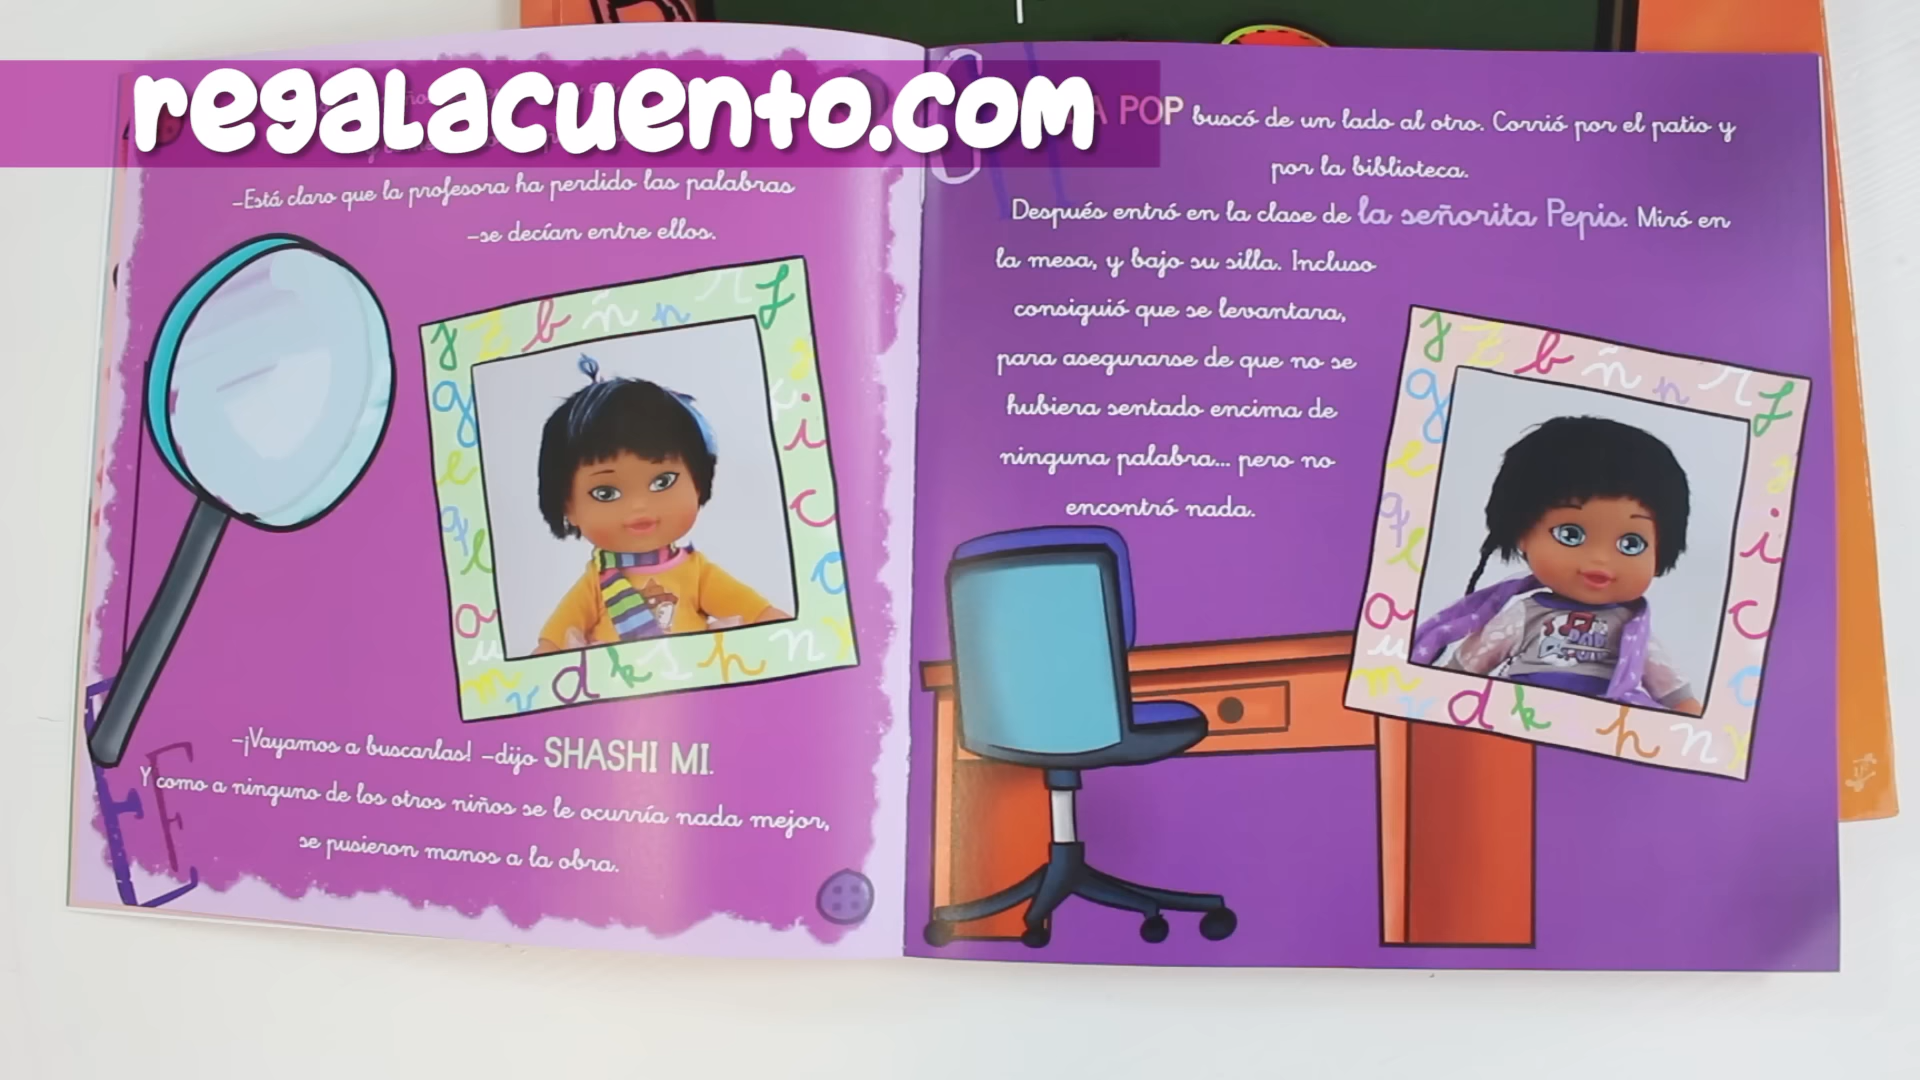 regalacuento.com
–Está claro que la profesora ha perdido las palabras
–se decían entre ellos.
–¡Vayamos a buscarlas! –dijo SHASHI MI.
Y como a ninguno de los otros niños se le ocurría nada mejor,
se pusieron manos a la obra.
POP buscó de un lado al otro. Corrió por el patio y
por la biblioteca.
Después entró en la clase de la señorita Pepis. Miró en
la mesa, y bajo su silla. Incluso
consiguió que se levantara,
para asegurarse de que no se
hubiera sentado encima de
ninguna palabra... pero no
encontró nada.